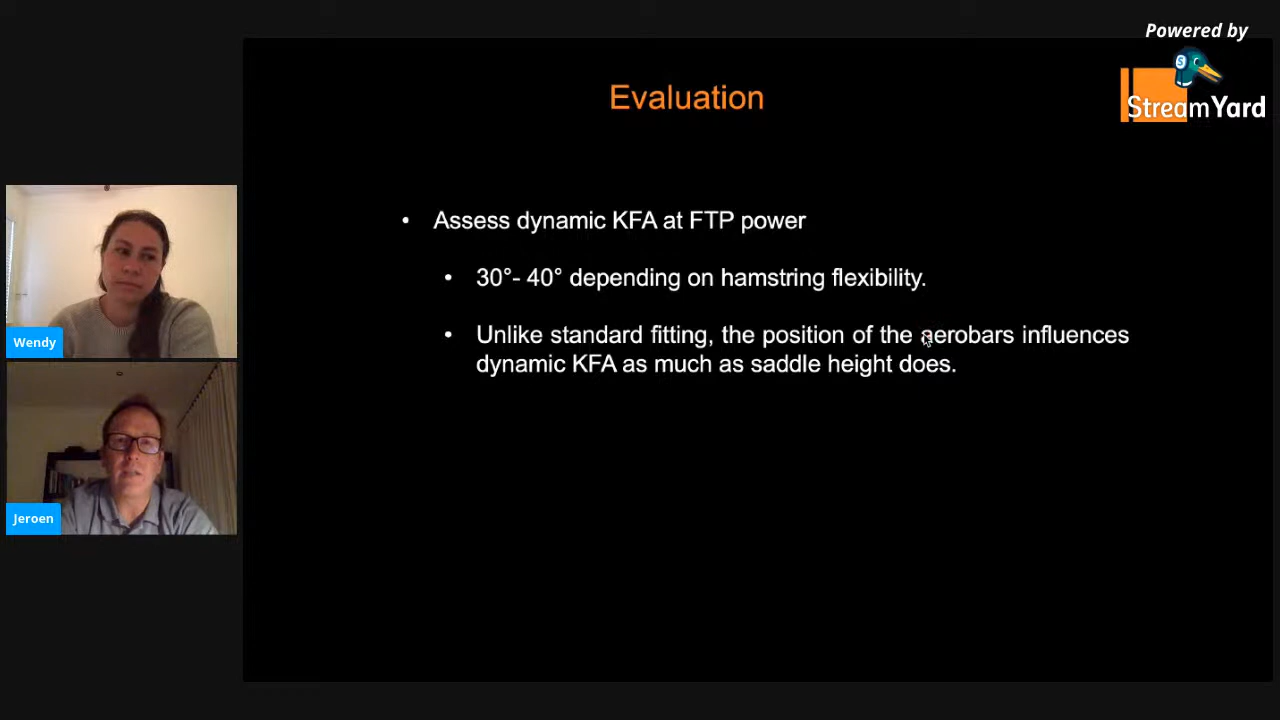 Powered by
StreamYard
Evaluation
• Assess dynamic KFA at FTP power
• 30°- 40° depending on hamstring flexibility.
• Unlike standard fitting, the position of the aerobars influences
dynamic KFA as much as saddle height does.
Wendy
Jeroen